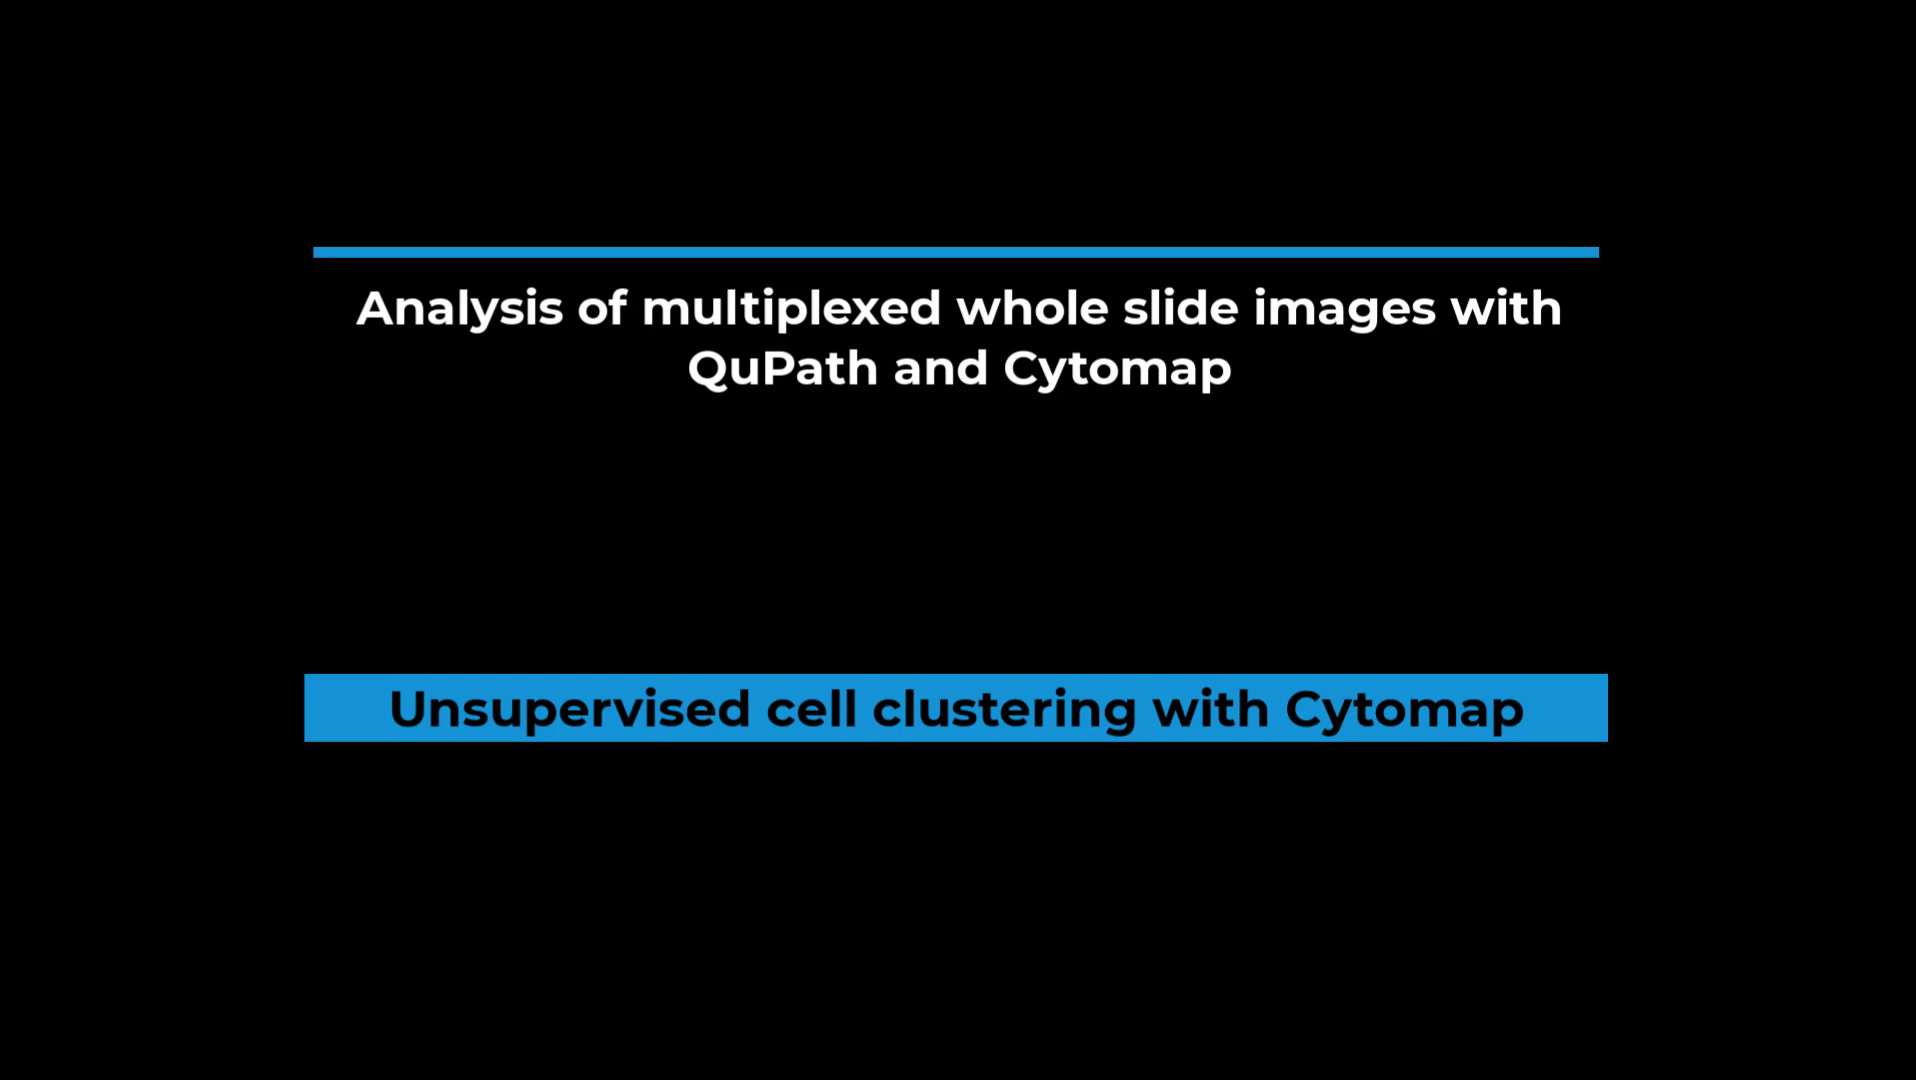 Analysis of multiplexed whole slide images with
QuPath and Cytomap
Unsupervised cell clustering with Cytomap